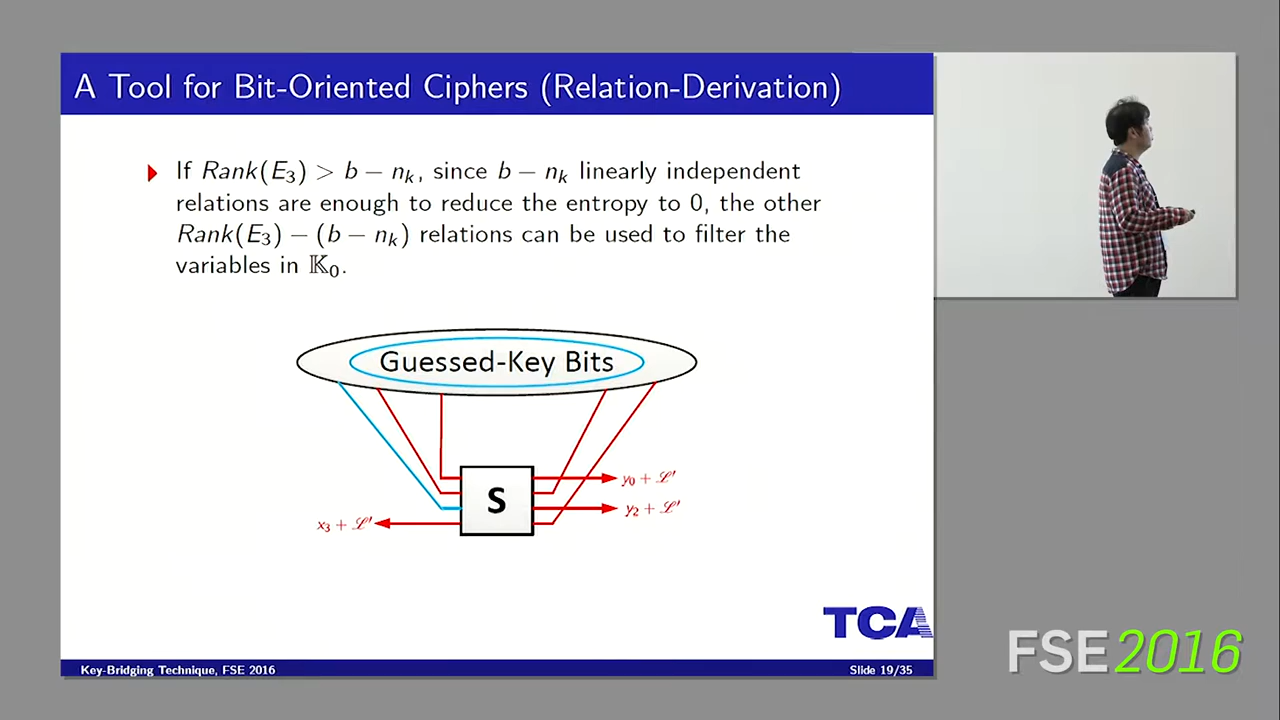 A Tool for Bit-Oriented Ciphers (Relation-Derivation)
If Rank(E₃) > b − nₖ, since b − nₖ linearly independent
relations are enough to reduce the entropy to 0, the other
Rank(E₃) − (b − nₖ) relations can be used to filter the
variables in 𝕂₀.
Guessed-Key Bits
S
y₀ + ℒ′
y₂ + ℒ′
x₃ + ℒ′
TCA
Key-Bridging Technique, FSE 2016
Slide 19/35
FSE2016